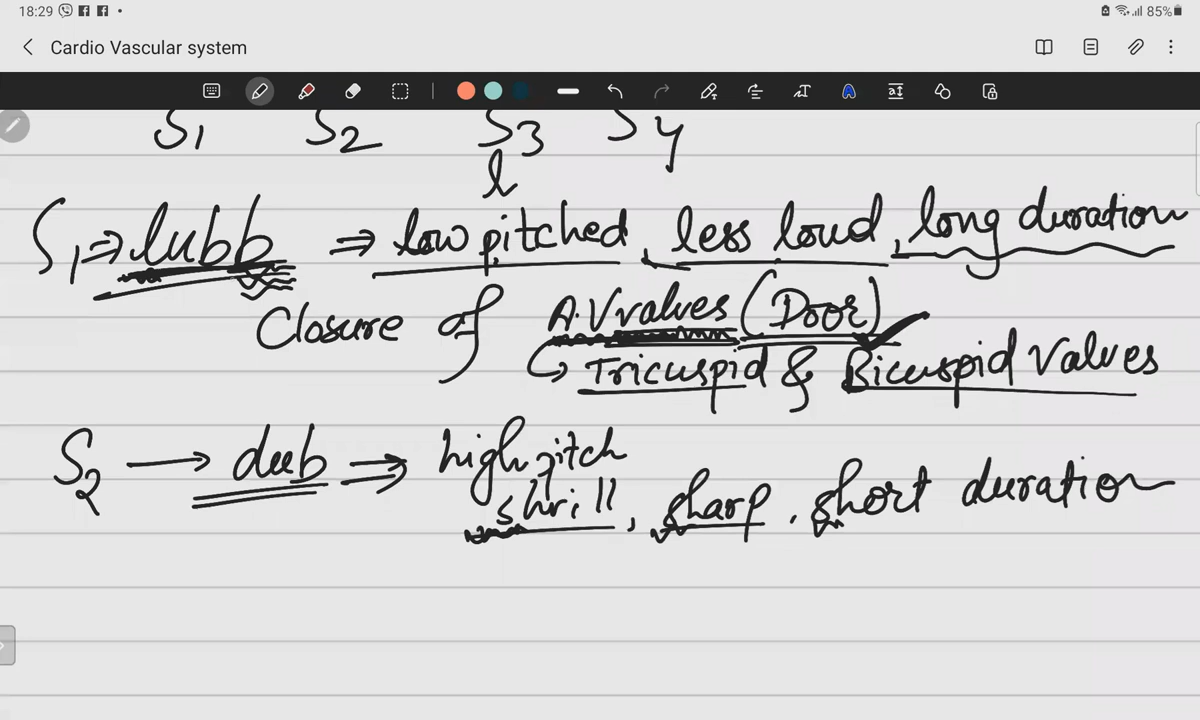 18:29 85%
Cardio Vascular system
S1 S2 S3 S4
l
S1 ⇒ lubb ⇒ low pitched, less loud, long duration
Closure of A.V valves (Door)
Tricuspid & Bicuspid Valves
S2 → dub ⇒ high pitch
shrill, sharp, short duration